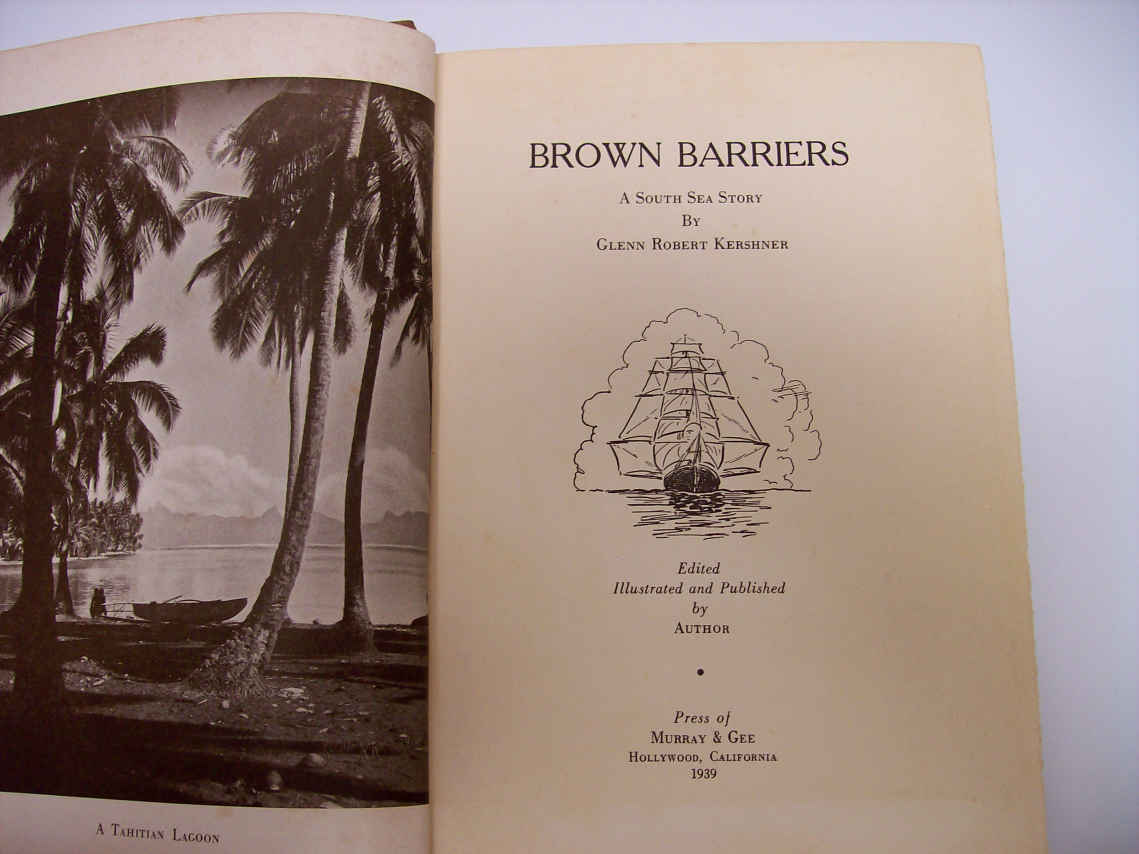 A Tahitian Lagoon
BROWN BARRIERS
A South Sea Story
By
Glenn Robert Kershner
Edited
Illustrated and Published
by
Author
•
Press of
Murray & Gee
Hollywood, California
1939